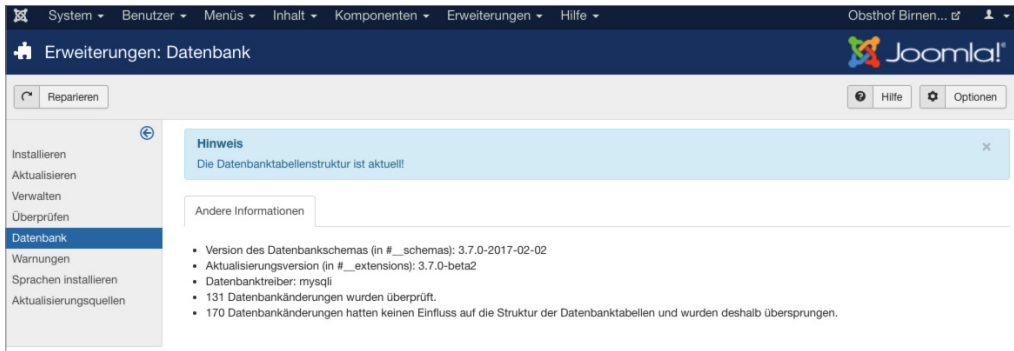 System Benutzer Menüs Inhalt Komponenten Erweiterungen Hilfe Obsthof Birnen...
Erweiterungen: Datenbank Joomla!®
Reparieren Hilfe Optionen
Installieren
Aktualisieren
Verwalten
Überprüfen
Datenbank
Warnungen
Sprachen installieren
Aktualisierungsquellen
Hinweis ×
Die Datenbanktabellenstruktur ist aktuell!
Andere Informationen
• Version des Datenbankschemas (in #__schemas): 3.7.0-2017-02-02
• Aktualisierungsversion (in #__extensions): 3.7.0-beta2
• Datenbanktreiber: mysqli
• 131 Datenbankänderungen wurden überprüft.
• 170 Datenbankänderungen hatten keinen Einfluss auf die Struktur der Datenbanktabellen und wurden deshalb übersprungen.